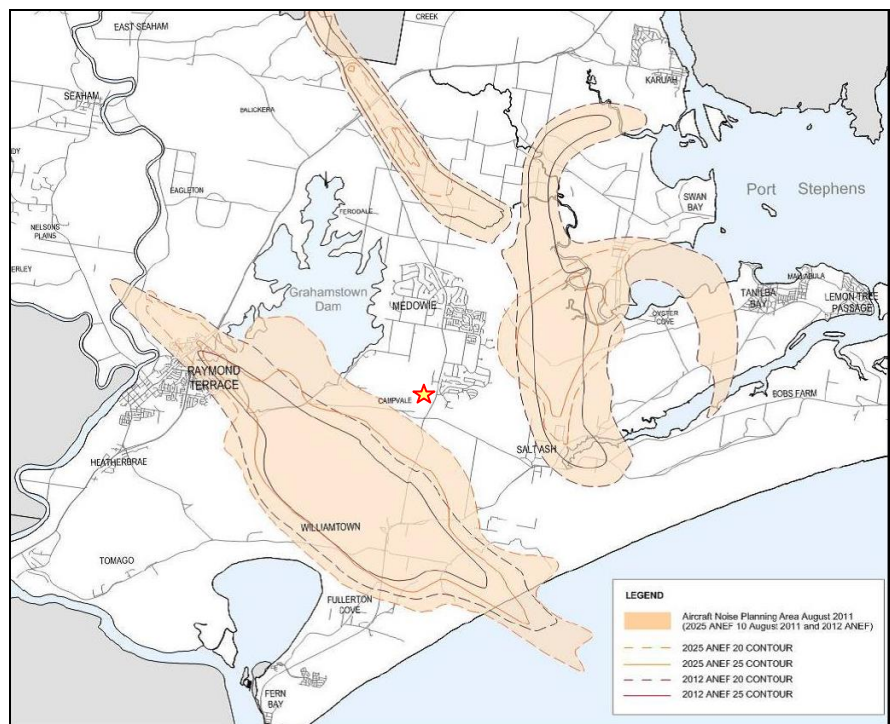 EAST SEAHAM
CREEK
SEAHAM
KARUAH
BALICKERA
EAGLETON
SWAN
BAY
Port Stephens
NELSONS
PLAINS
FERODALE
ERLEY
Grahamstown
Dam
MEDOWIE
TANILBA
BAY
MALLABULA
LEMON TREE
PASSAGE
OYSTER
COVE
RAYMOND
TERRACE
CAMPVALE
BOBS FARM
SALT ASH
HEATHERBRAE
WILLIAMTOWN
TOMAGO
FULLERTON
COVE
FERN
BAY
LEGEND
Aircraft Noise Planning Area August 2011
(2025 ANEF 10 August 2011 and 2012 ANEF)
2025 ANEF 20 CONTOUR
2025 ANEF 25 CONTOUR
2012 ANEF 20 CONTOUR
2012 ANEF 25 CONTOUR